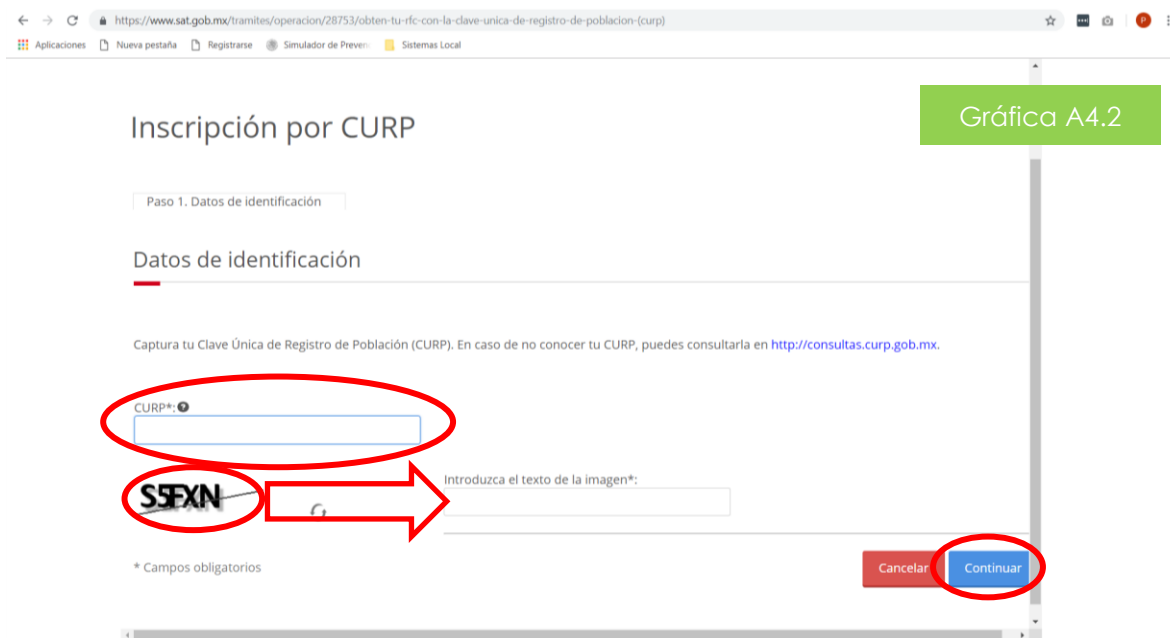 https://www.sat.gob.mx/tramites/operacion/28753/obten-tu-rfc-con-la-clave-unica-de-registro-de-poblacion-(curp)
P
Aplicaciones Nueva pestaña Registrarse Simulador de Preven Sistemas Local
Gráfica A4.2
Inscripción por CURP
Paso 1. Datos de identificación
Datos de identificación
Captura tu Clave Única de Registro de Población (CURP). En caso de no conocer tu CURP, puedes consultarla en http://consultas.curp.gob.mx.
CURP*:
Introduzca el texto de la imagen*:
S5FXN
* Campos obligatorios
Cancelar Continuar